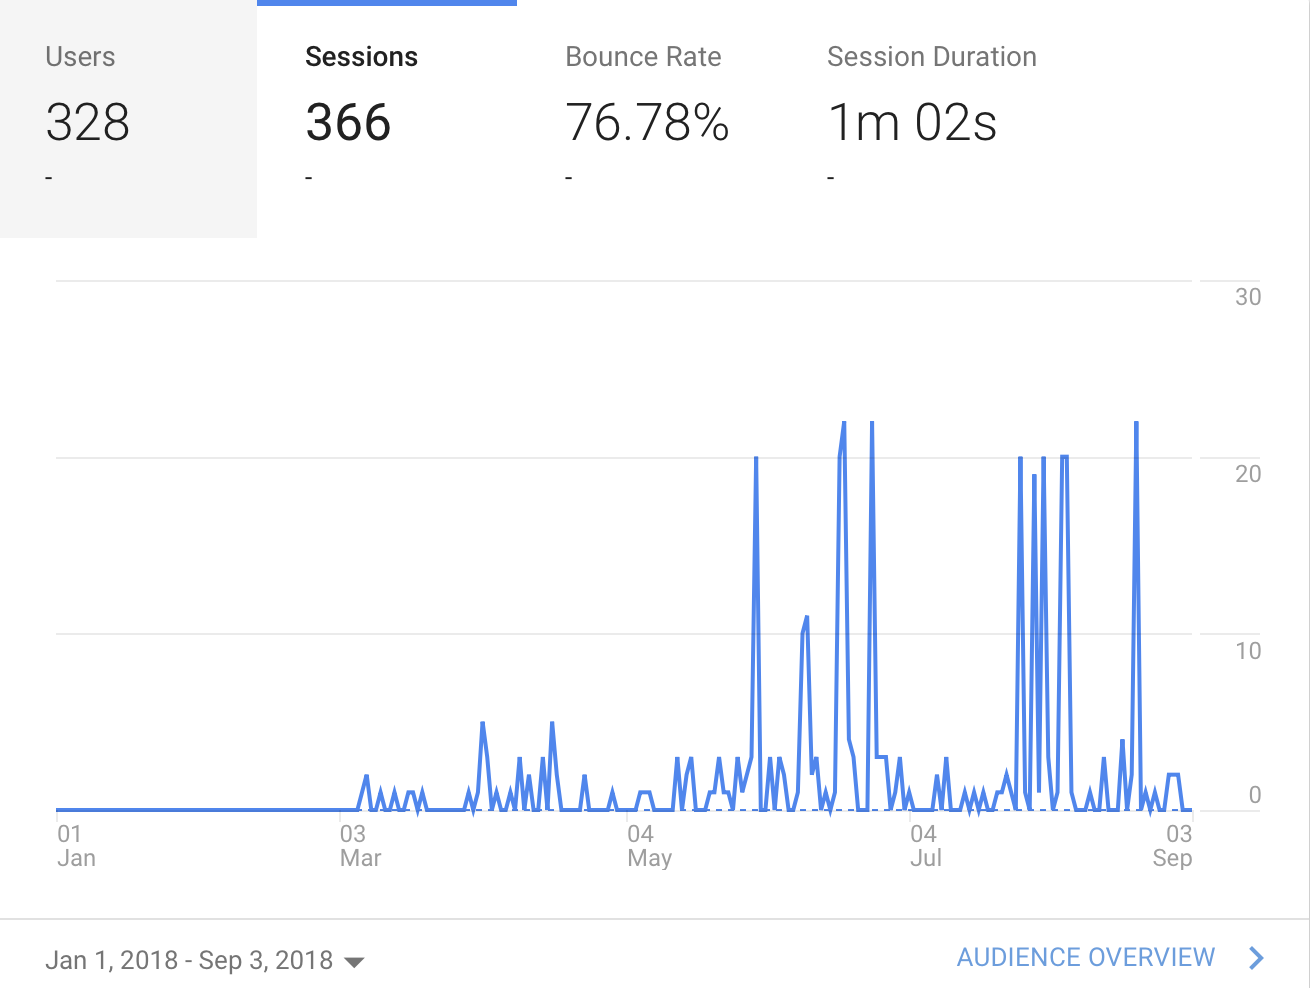 Users
Sessions
Bounce Rate
Session Duration
328
366
76.78%
1m 02s
-
-
-
-
30
20
10
0
01
Jan
03
Mar
04
May
04
Jul
03
Sep
Jan 1, 2018 - Sep 3, 2018
AUDIENCE OVERVIEW